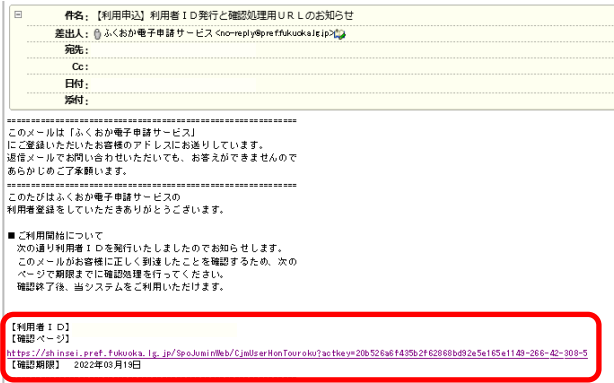 件名: 【利用申込】利用者ID発行と確認処理用URLのお知らせ
差出人: ふくおか電子申請サービス<no-reply@pref.fukuoka.lg.jp>
宛先:
Cc:
日付:
添付:
============================================================
このメールは「ふくおか電子申請サービス」
にご登録いただいたお客様のアドレスにお送りしています。
返信メールでお問い合わせいただいても、お答えができませんので
あらかじめご了承願います。
============================================================
このたびはふくおか電子申請サービスの
利用者登録をしていただきありがとうございます。
■ご利用開始について
次の通り利用者IDを発行いたしましたのでお知らせします。
このメールがお客様に正しく到達したことを確認するため、次の
ページで期限までに確認処理を行ってください。
確認終了後、当システムをご利用いただけます。
【利用者ID】
【確認ページ】
https://shinsei.pref.fukuoka.lg.jp/SpoJuminWeb/CjmUserHonTouroku?actkey=20b526a6f435b2f62868bd92e5e165e1149-266-42-308-5
【確認期限】 2022年03月19日